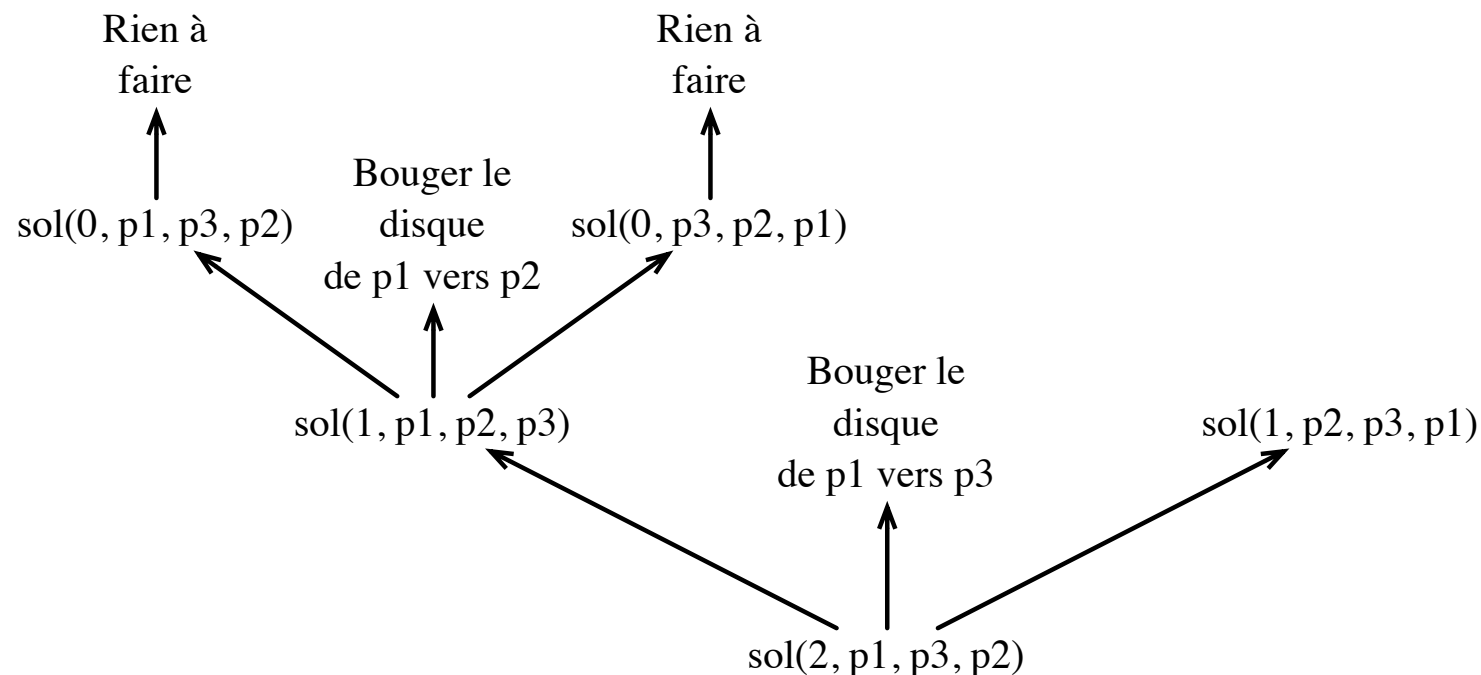 Rien à
faire
Rien à
faire
sol(0, p1, p3, p2)
Bouger le
disque
de p1 vers p2
sol(0, p3, p2, p1)
sol(1, p1, p2, p3)
Bouger le
disque
de p1 vers p3
sol(1, p2, p3, p1)
sol(2, p1, p3, p2)